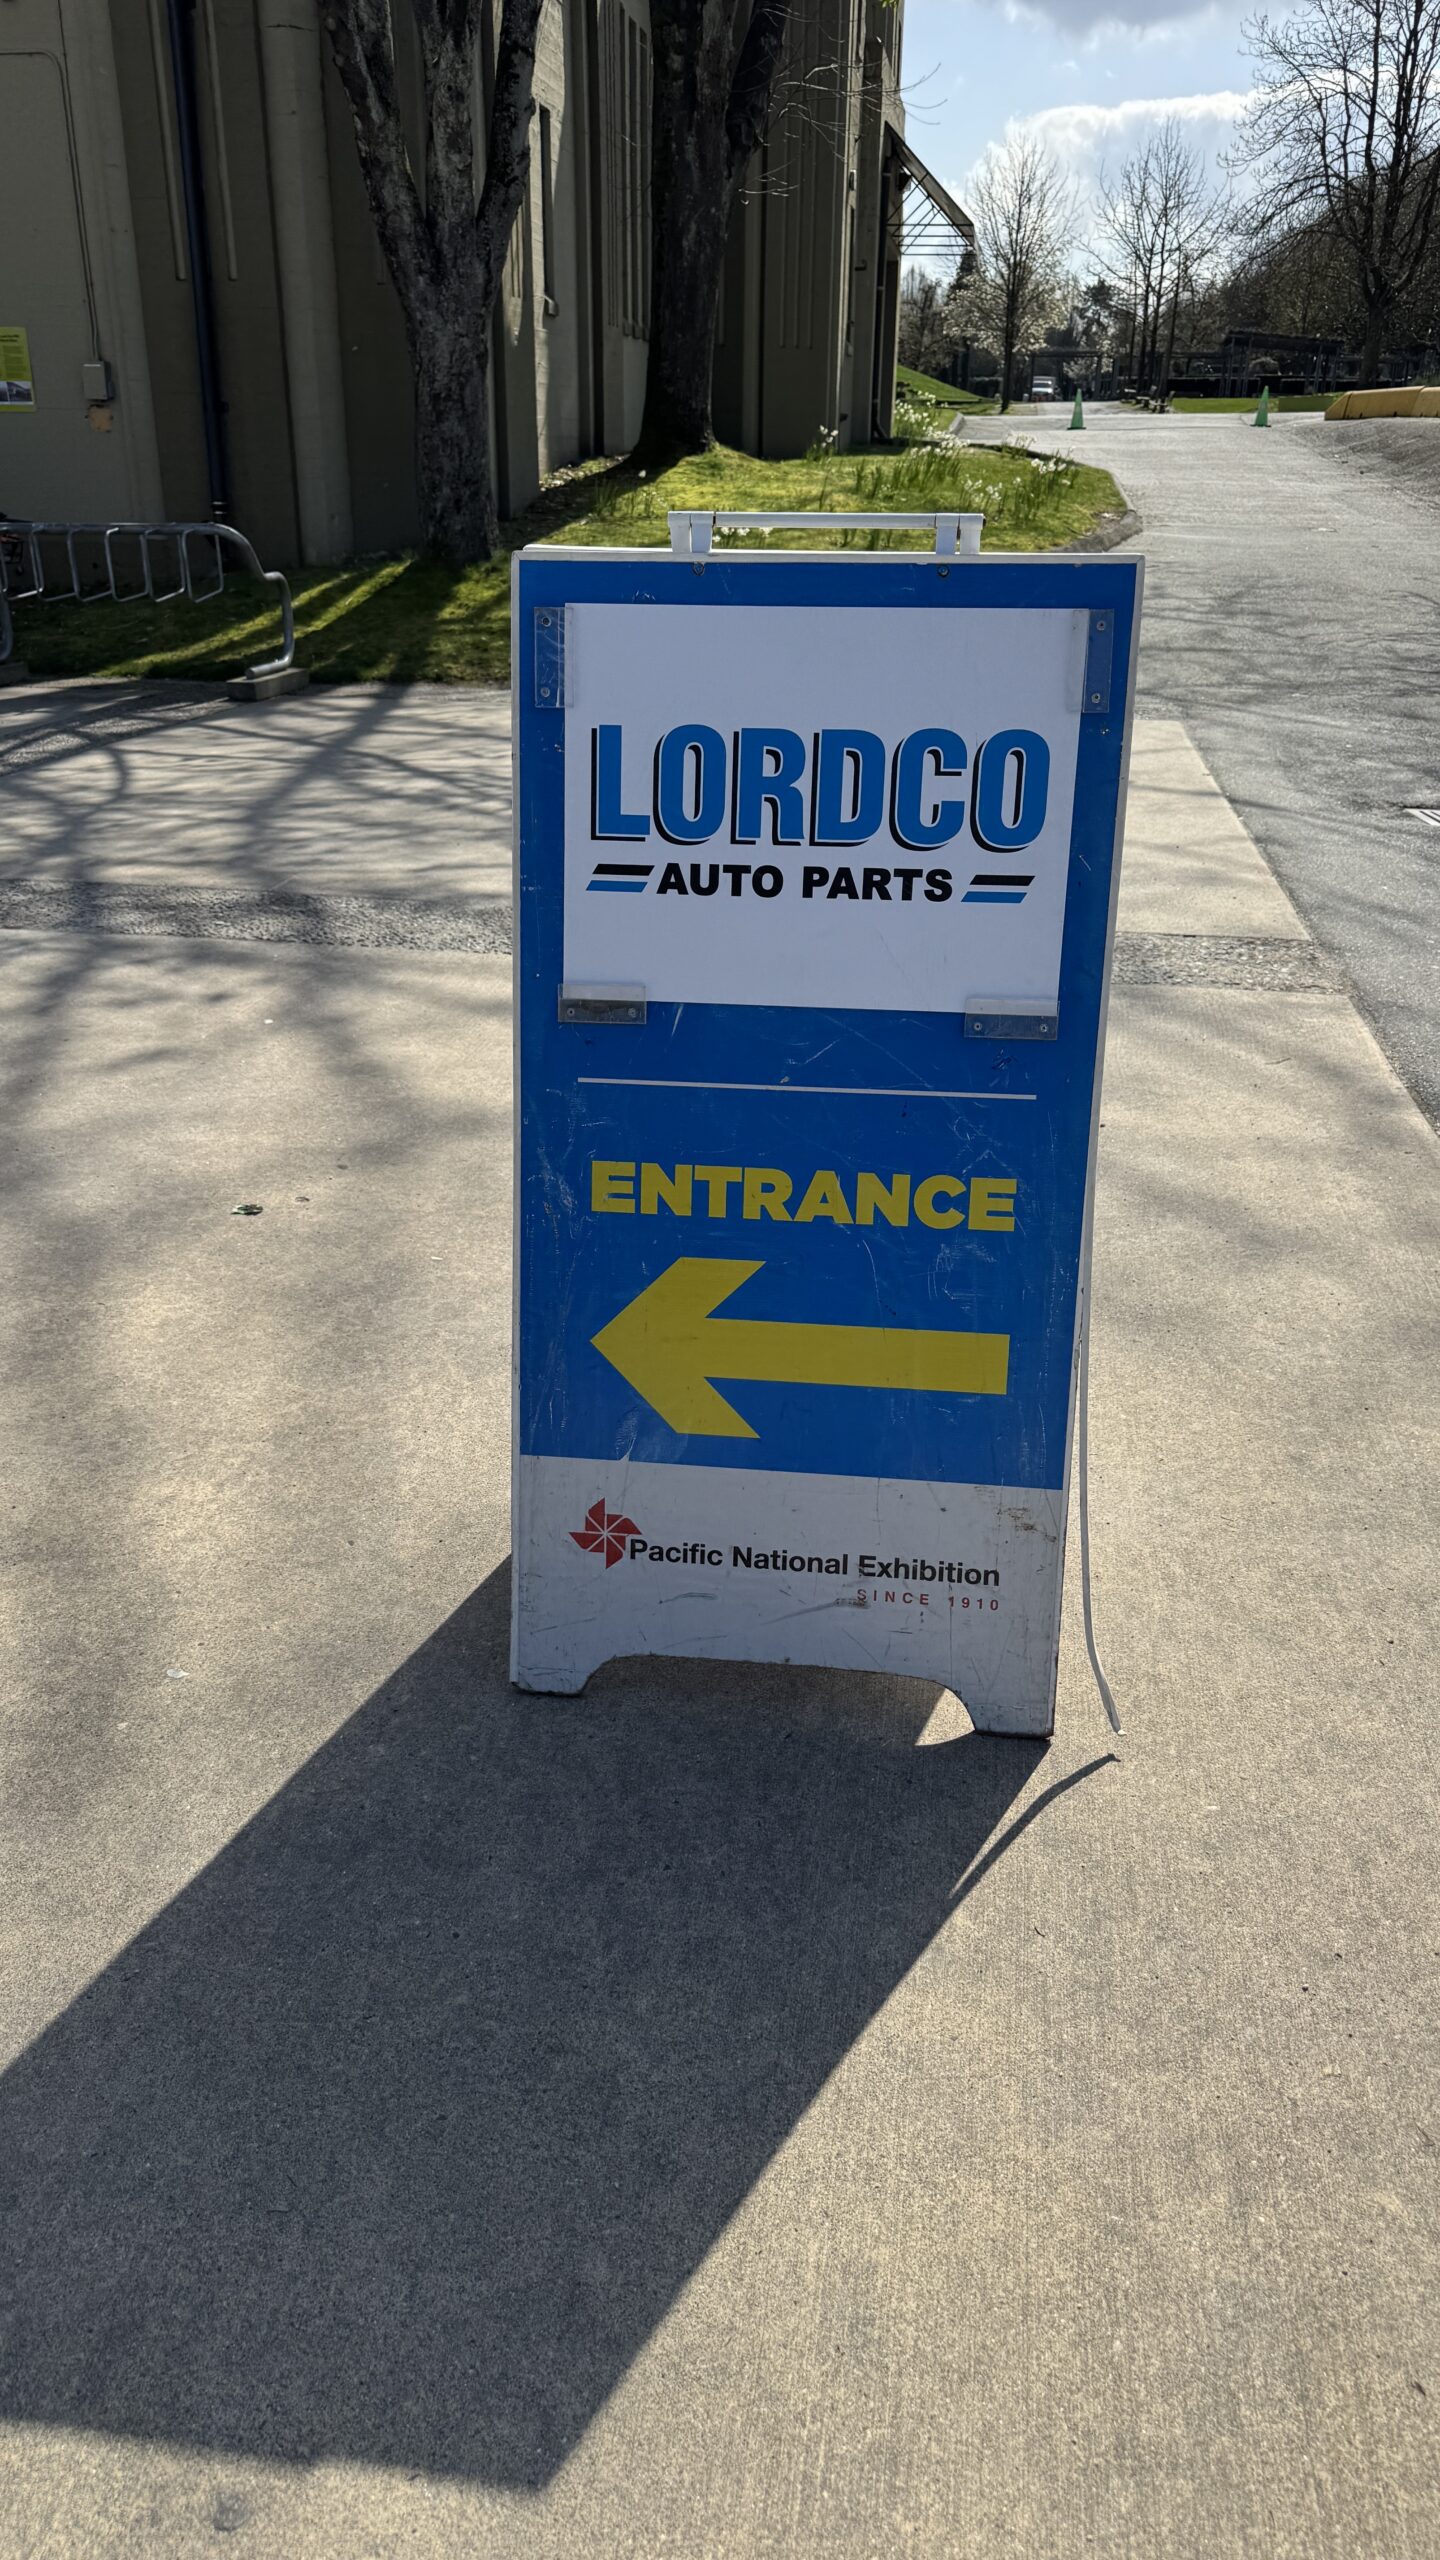 LORDCO
AUTO PARTS
ENTRANCE
Pacific National Exhibition
SINCE 1910